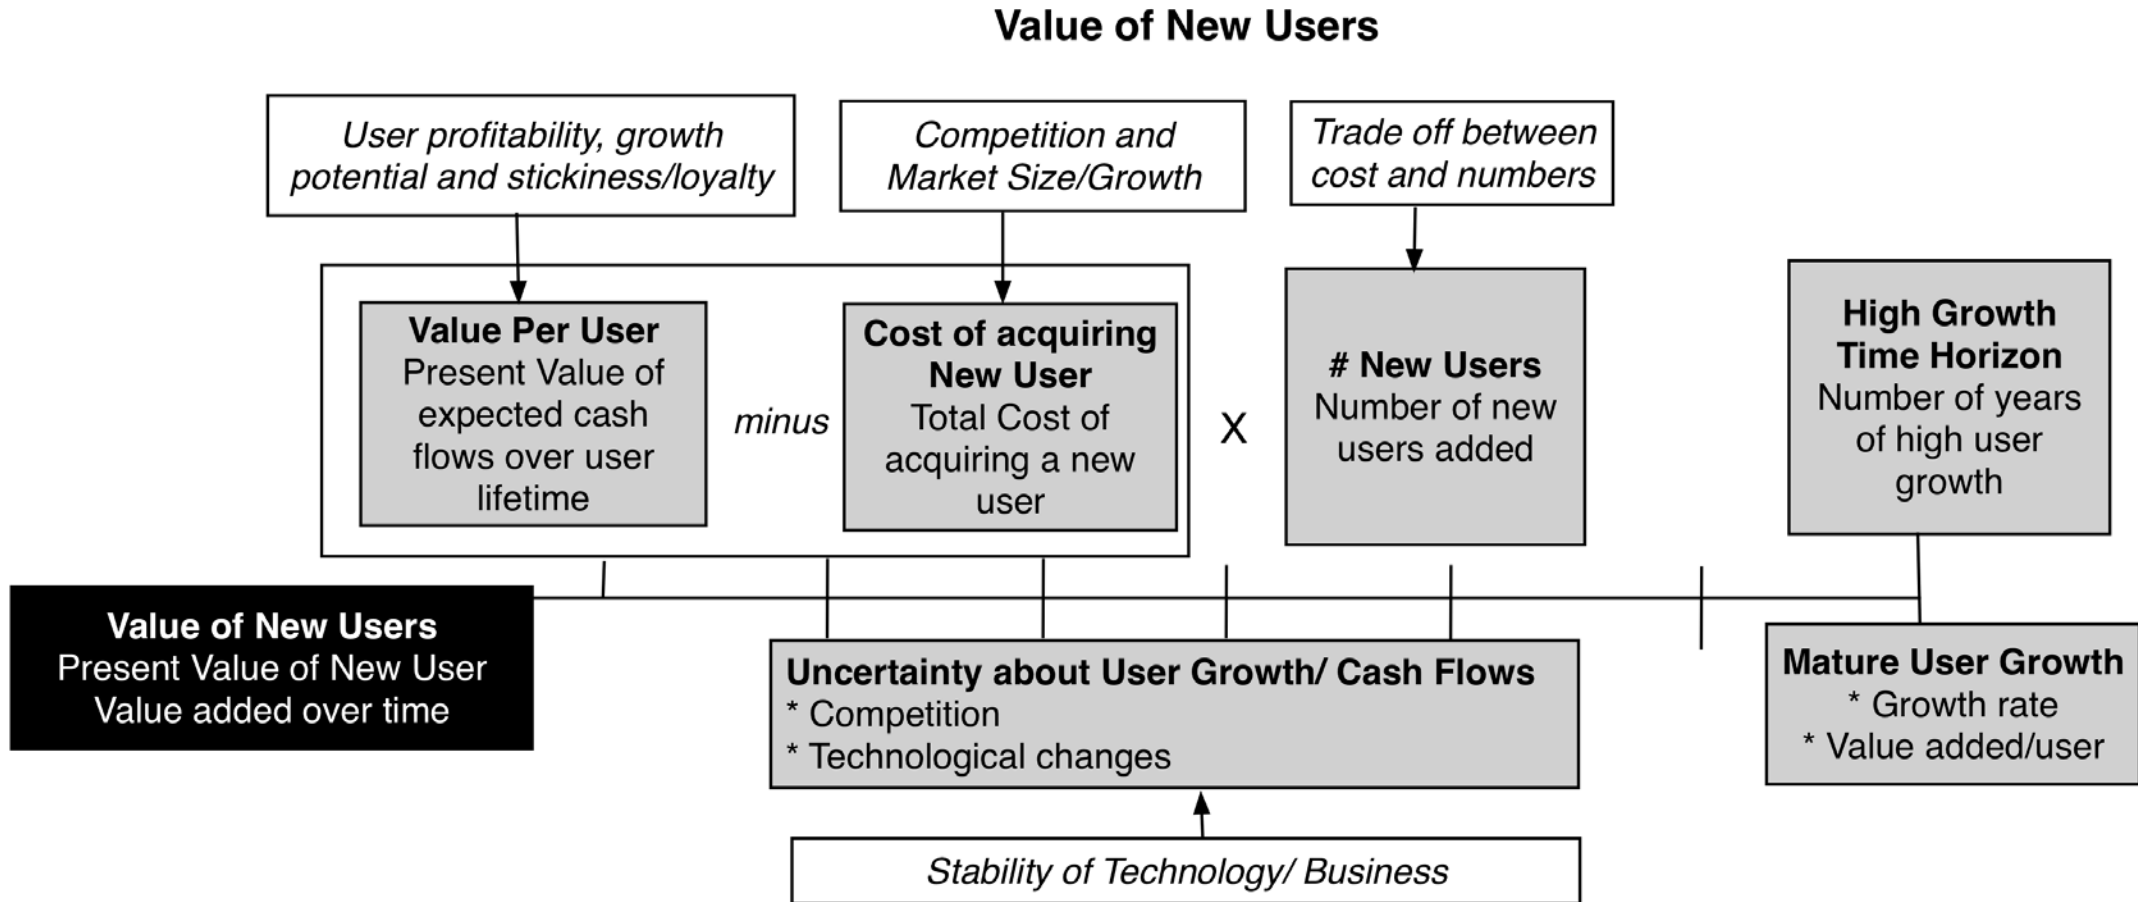 Value of New Users
User profitability, growth
potential and stickiness/loyalty
Competition and
Market Size/Growth
Trade off between
cost and numbers
Value Per User
Present Value of
expected cash
flows over user
lifetime
minus
Cost of acquiring
New User
Total Cost of
acquiring a new
user
X
# New Users
Number of new
users added
High Growth
Time Horizon
Number of years
of high user
growth
Value of New Users
Present Value of New User
Value added over time
Uncertainty about User Growth/ Cash Flows
* Competition
* Technological changes
Mature User Growth
* Growth rate
* Value added/user
Stability of Technology/ Business